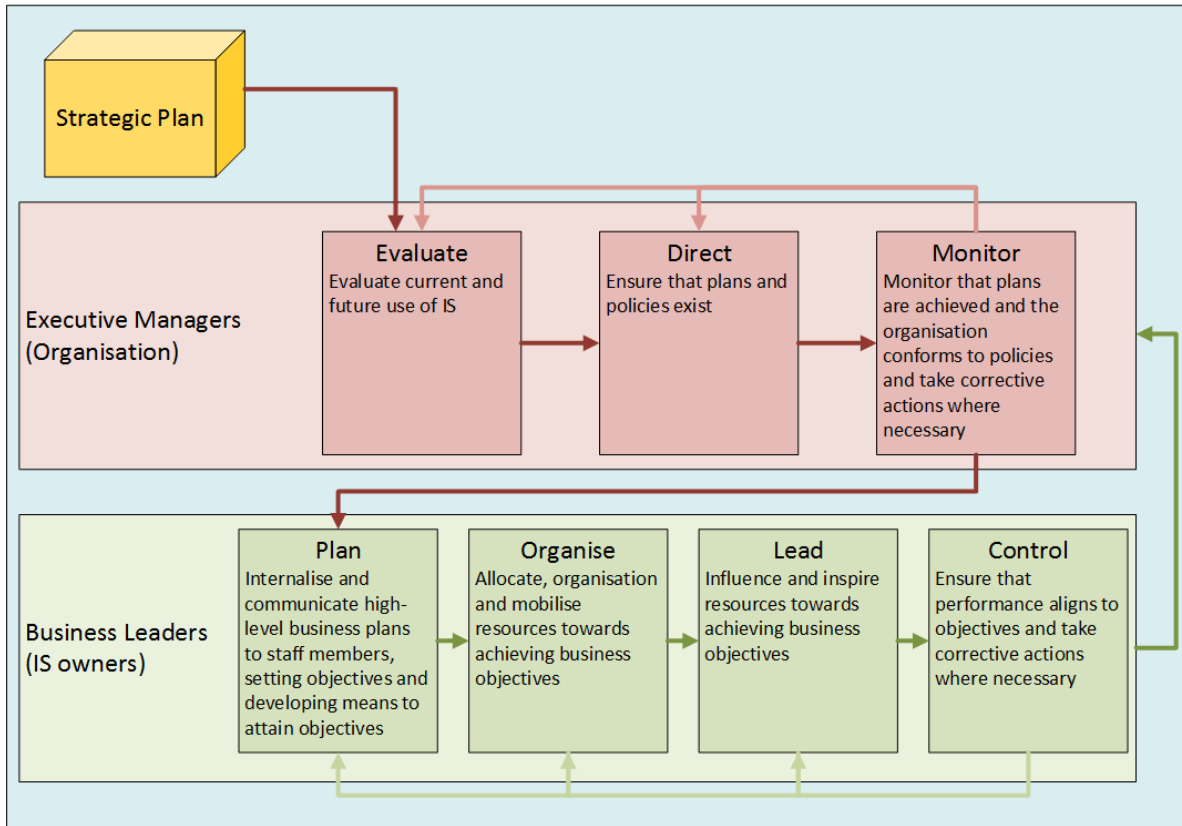 Strategic Plan
Executive Managers
(Organisation)
Evaluate
Evaluate current and
future use of IS
Direct
Ensure that plans and
policies exist
Monitor
Monitor that plans
are achieved and the
organisation
conforms to policies
and take corrective
actions where
necessary
Business Leaders
(IS owners)
Plan
Internalise and
communicate high-
level business plans
to staff members,
setting objectives and
developing means to
attain objectives
Organise
Allocate, organisation
and mobilise
resources towards
achieving business
objectives
Lead
Influence and inspire
resources towards
achieving business
objectives
Control
Ensure that
performance aligns to
objectives and take
corrective actions
where necessary